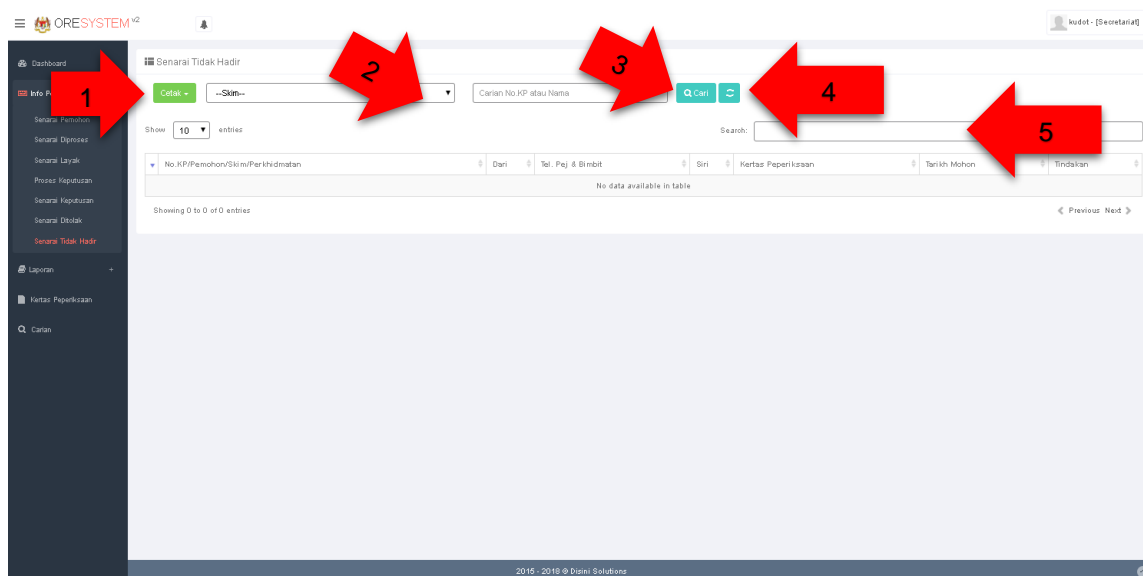 ORESYSTEM v2
kudot - [Secretariat]
Dashboard
Info
Senarai Pemohon
Senarai Diproses
Senarai Layak
Proses Keputusan
Senarai Keputusan
Senarai Ditolak
Senarai Tidak Hadir
Laporan +
Kertas Peperiksaan
Carian
Senarai Tidak Hadir
1
2
3
4
5
Cetak
--Skim--
Carian No.KP atau Nama
Cari
Show 10 entries
Search:
No.KP/Pemohon/Skim/Perkhidmatan Dari Tel. Pej & Bimbit Siri Kertas Peperiksaan Tarikh Mohon Tindakan
No data available in table
Showing 0 to 0 of 0 entries
Previous Next
2015 - 2018 © Disini Solutions